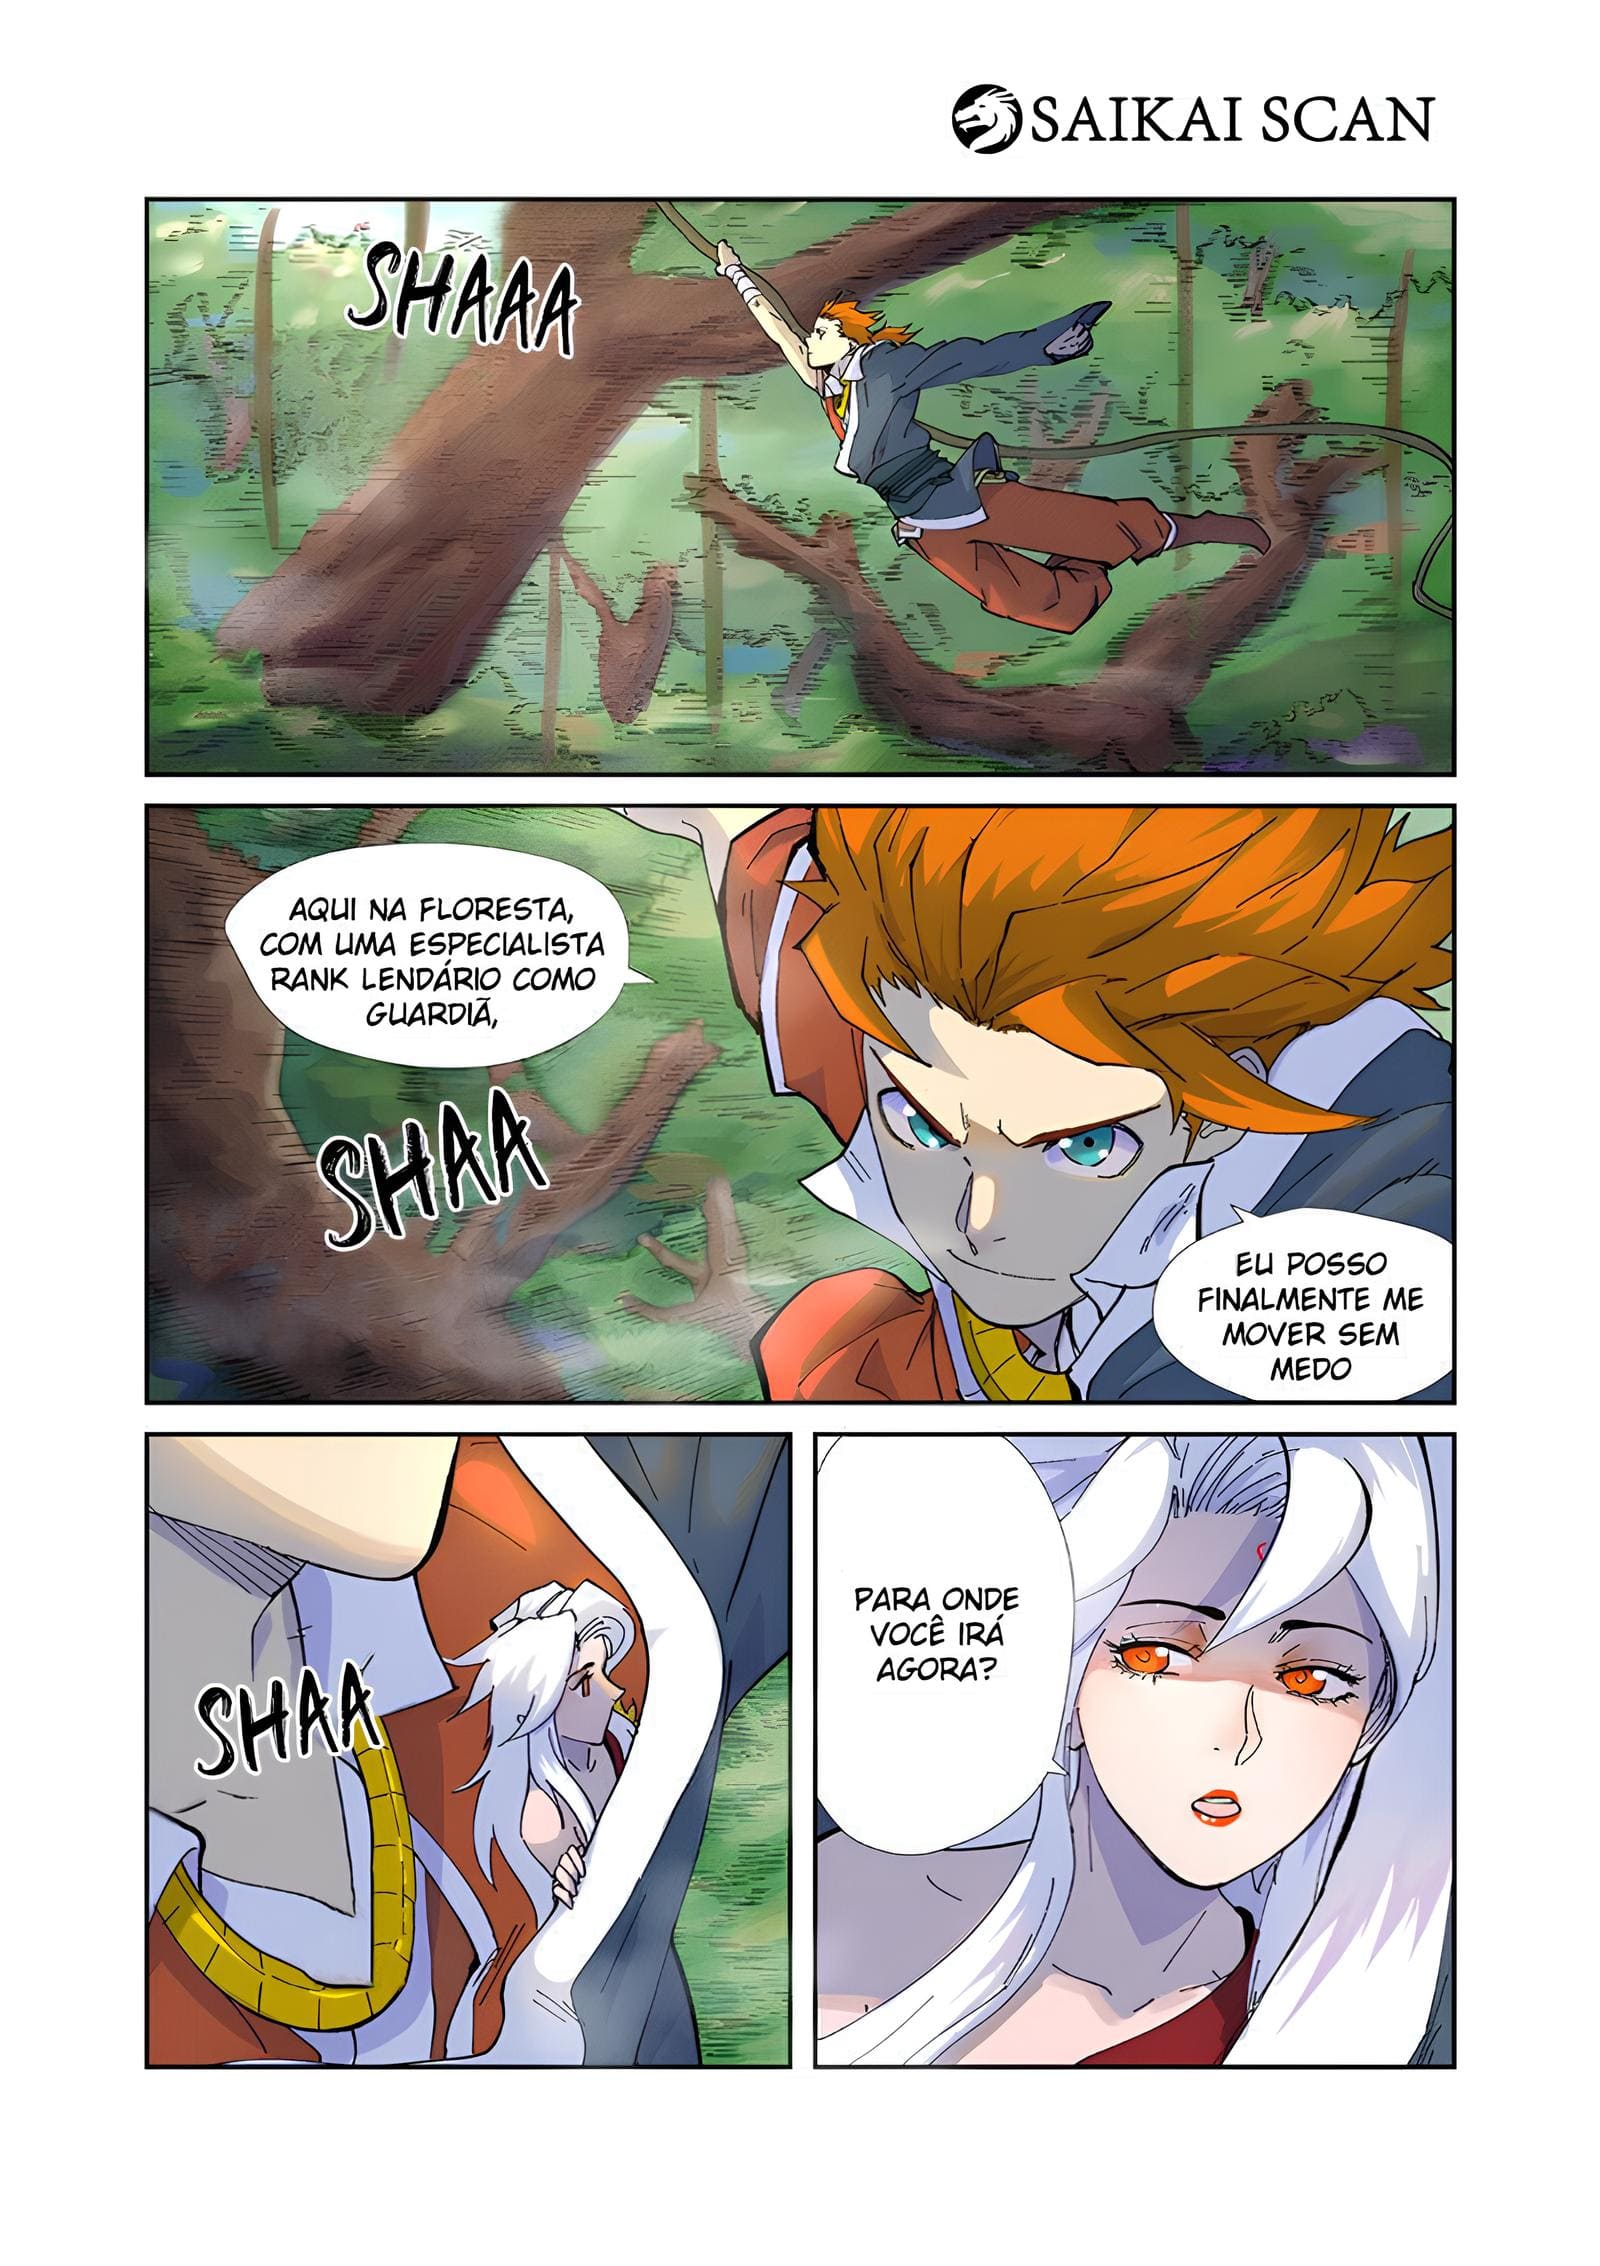 SAIKAI SCAN
SHAAA
AQUI NA FLORESTA,
COM UMA ESPECIALISTA
RANK LENDÁRIO COMO
GUARDIÃ,
SHAA
EU POSSO
FINALMENTE ME
MOVER SEM
MEDO
SHAA
PARA ONDE
VOCÊ IRÁ
AGORA?